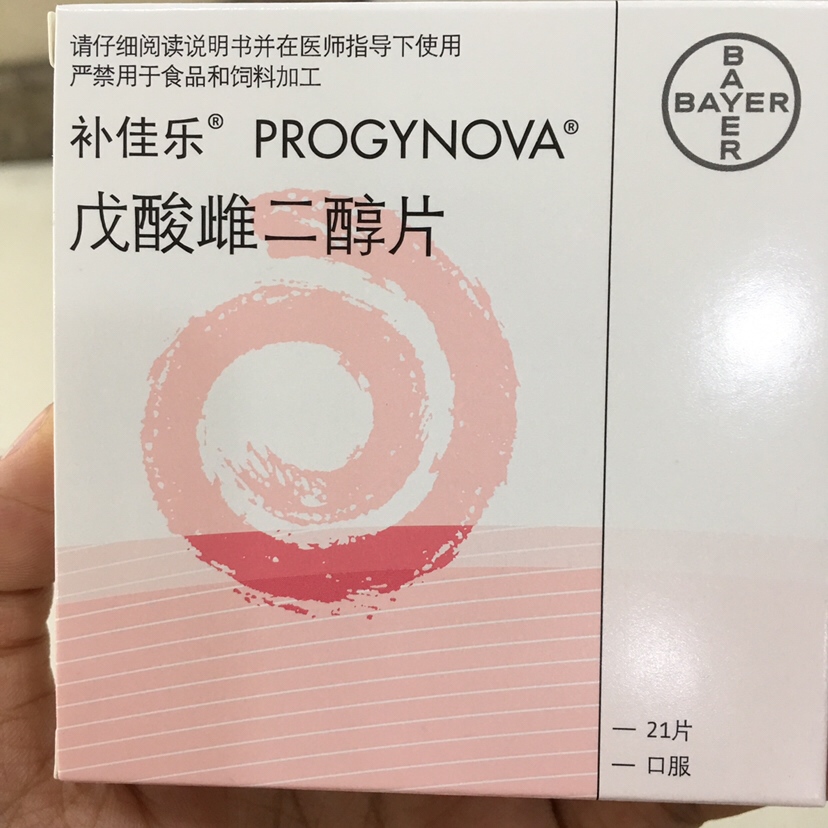 请仔细阅读说明书并在医师指导下使用
严禁用于食品和饲料加工
补佳乐® PROGYNOVA®
戊酸雌二醇片
BAYER
BAYER
— 21片
— 口服